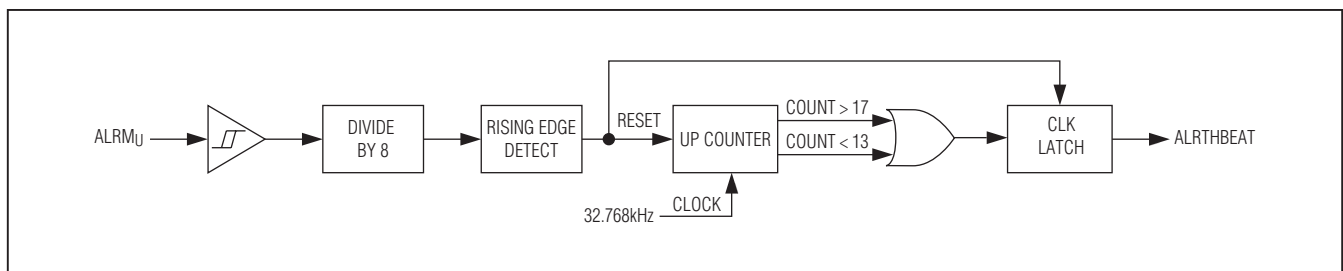 ALRMU
DIVIDE
BY 8
RISING EDGE
DETECT
RESET
UP COUNTER
COUNT > 17
COUNT < 13
CLK
LATCH
ALRTHBEAT
32.768kHz
CLOCK